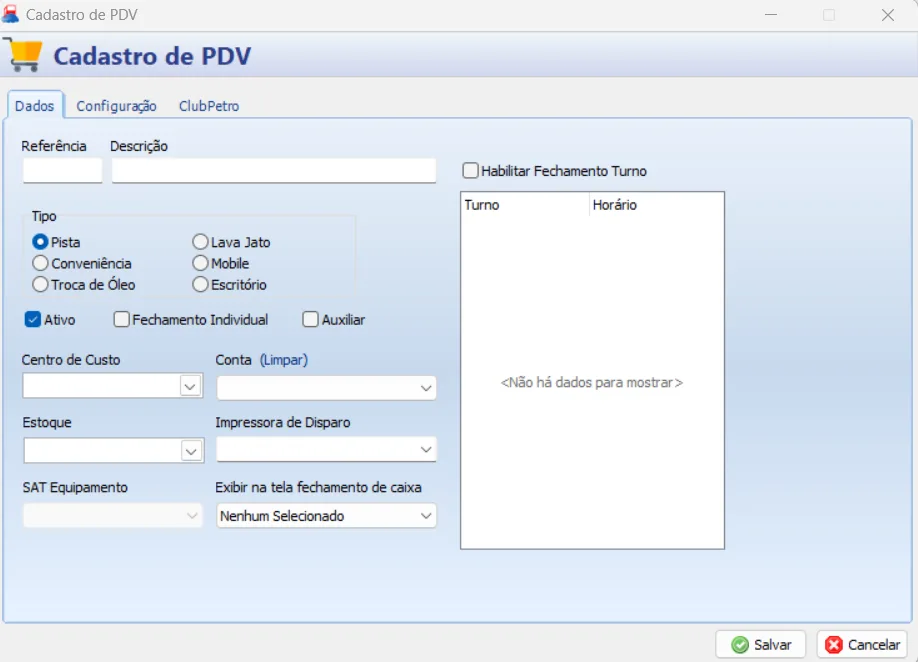 Cadastro de PDV
Cadastro de PDV
Dados Configuração ClubPetro
Referência Descrição
Habilitar Fechamento Turno
Turno Horário
Tipo
Pista Lava Jato
Conveniência Mobile
Troca de Óleo Escritório
Ativo Fechamento Individual Auxiliar
Centro de Custo Conta (Limpar)
<Não há dados para mostrar>
Estoque Impressora de Disparo
SAT Equipamento Exibir na tela fechamento de caixa
Nenhum Selecionado
Salvar Cancelar